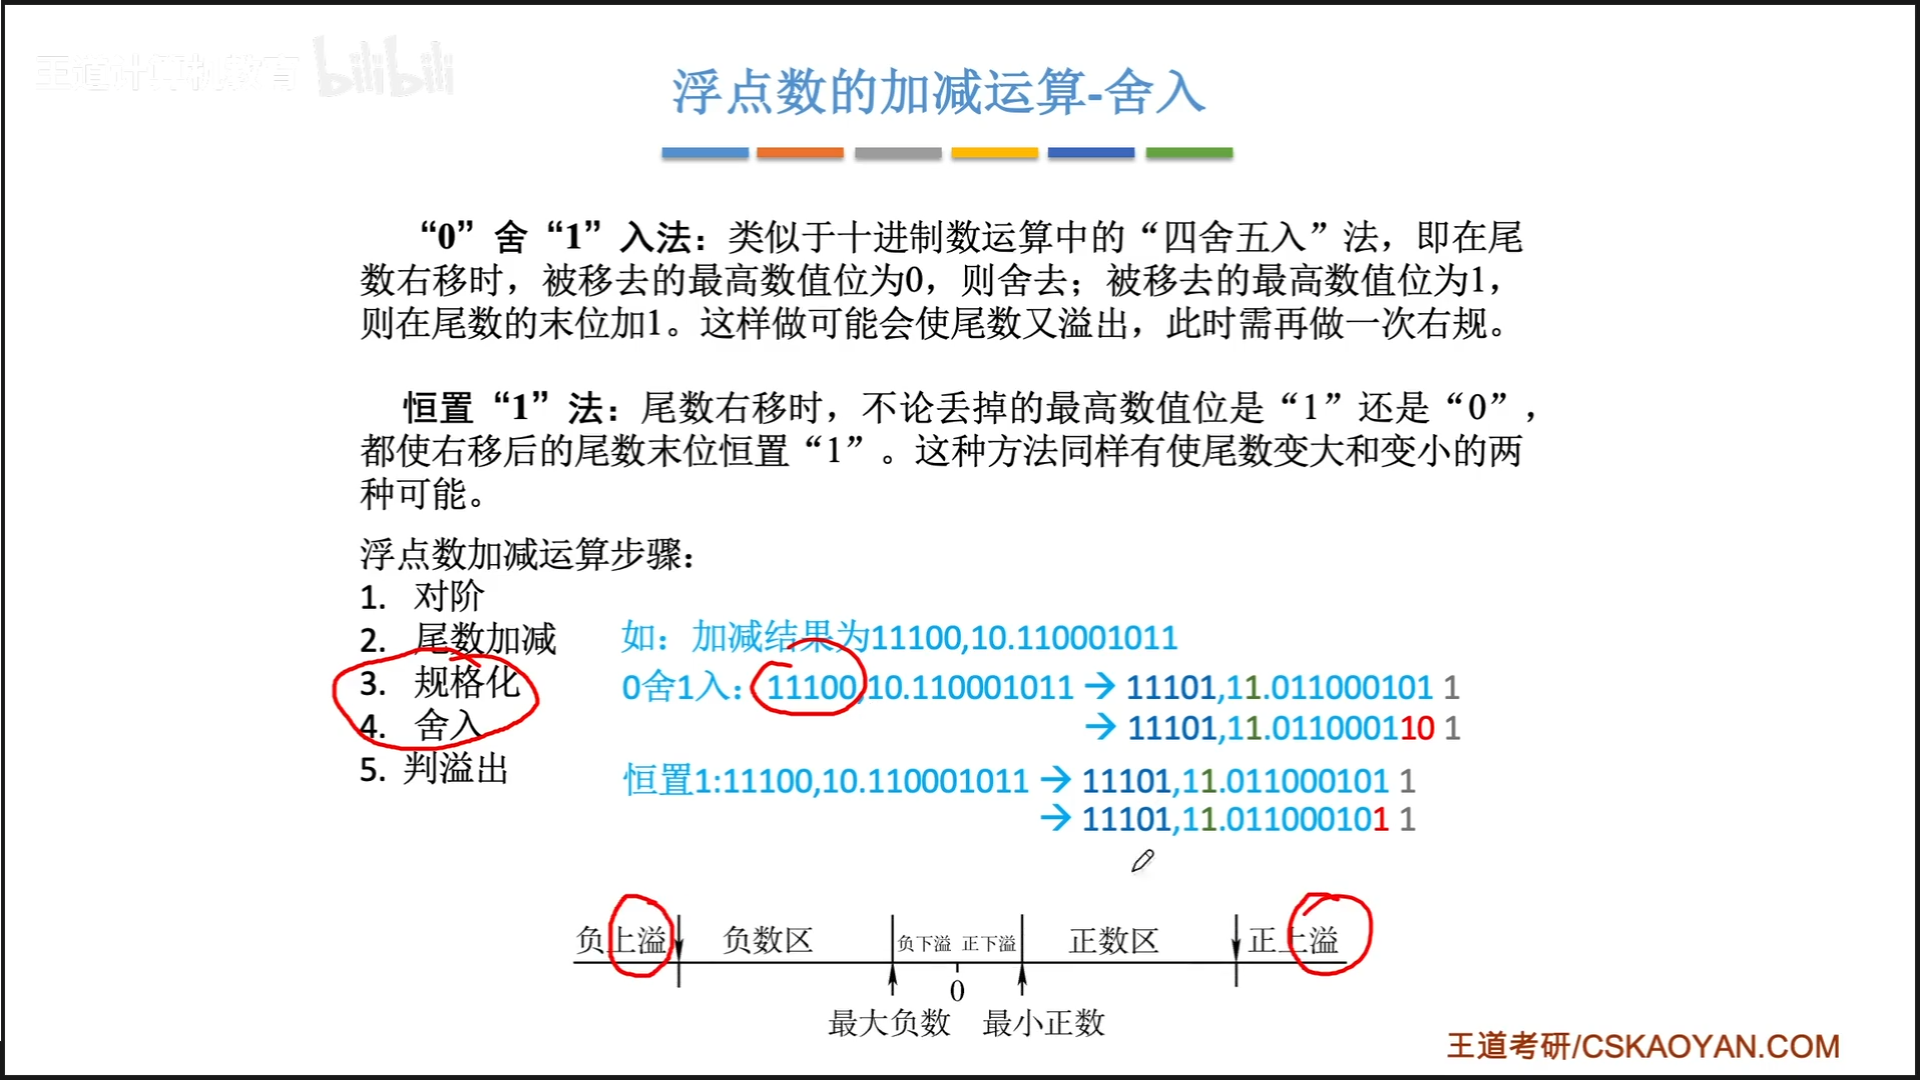 王道计算机教育 bilibili
浮点数的加减运算-舍入
“0”舍“1”入法：类似于十进制数运算中的“四舍五入”法，即在尾
数右移时，被移去的最高数值位为0，则舍去；被移去的最高数值位为1，
则在尾数的末位加1。这样做可能会使尾数又溢出，此时需再做一次右规。
恒置“1”法：尾数右移时，不论丢掉的最高数值位是“1”还是“0”，
都使右移后的尾数末位恒置“1”。这种方法同样有使尾数变大和变小的两
种可能。
浮点数加减运算步骤：
1. 对阶
2. 尾数加减
3. 规格化
4. 舍入
5. 判溢出
如：加减结果为11100,10.110001011
0舍1入：11100,10.110001011 → 11101,11.011000101 1
→ 11101,11.011000110 1
恒置1:11100,10.110001011 → 11101,11.011000101 1
→ 11101,11.011000101 1
负上溢 负数区 负下溢 正下溢 正数区 正上溢
0
最大负数 最小正数
王道考研/CSKAOYAN.COM